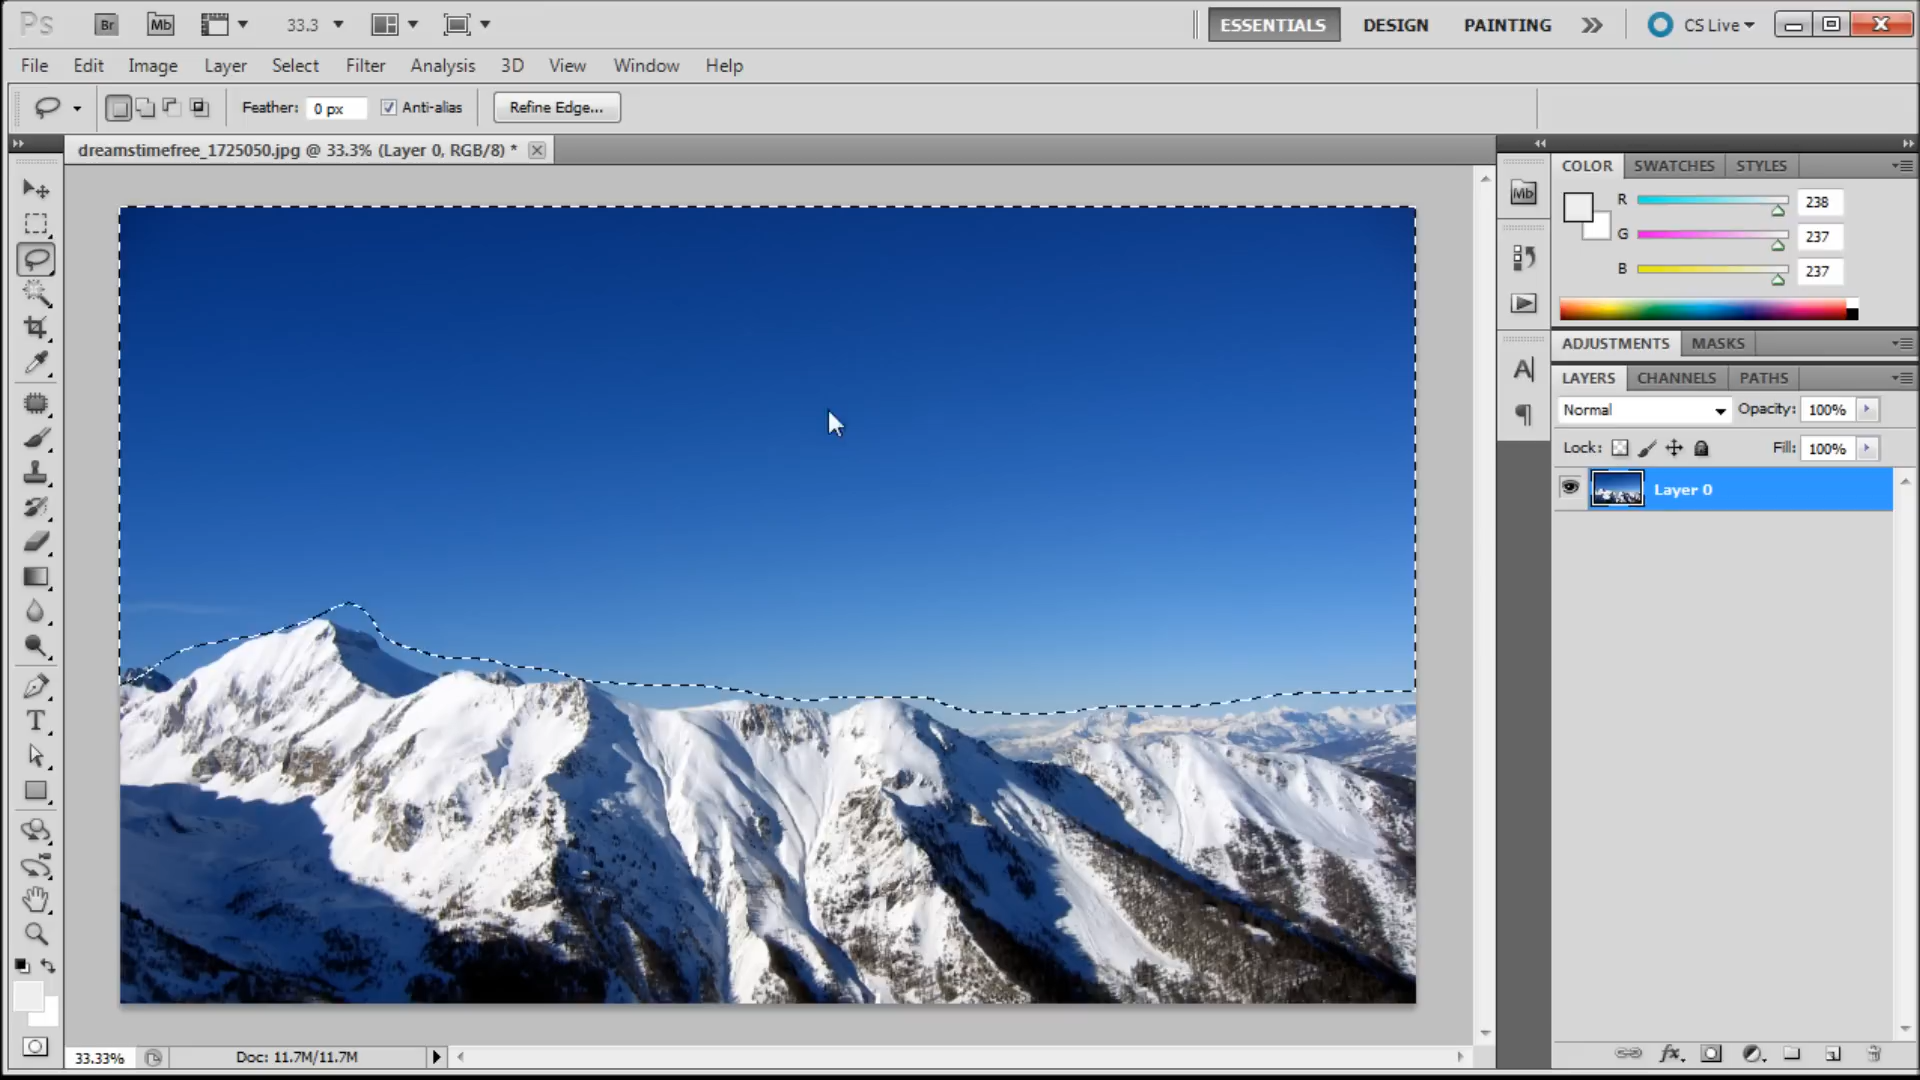 Ps Br Mb 33.3 ESSENTIALS DESIGN PAINTING CS Live
File Edit Image Layer Select Filter Analysis 3D View Window Help
Feather: 0 px Anti-alias Refine Edge...
dreamstimefree_1725050.jpg @ 33.3% (Layer 0, RGB/8) *
COLOR SWATCHES STYLES
Mb
R 238
G 237
B 237
ADJUSTMENTS MASKS
LAYERS CHANNELS PATHS
Normal Opacity: 100%
Lock: Fill: 100%
Layer 0
33.33% Doc: 11.7M/11.7M